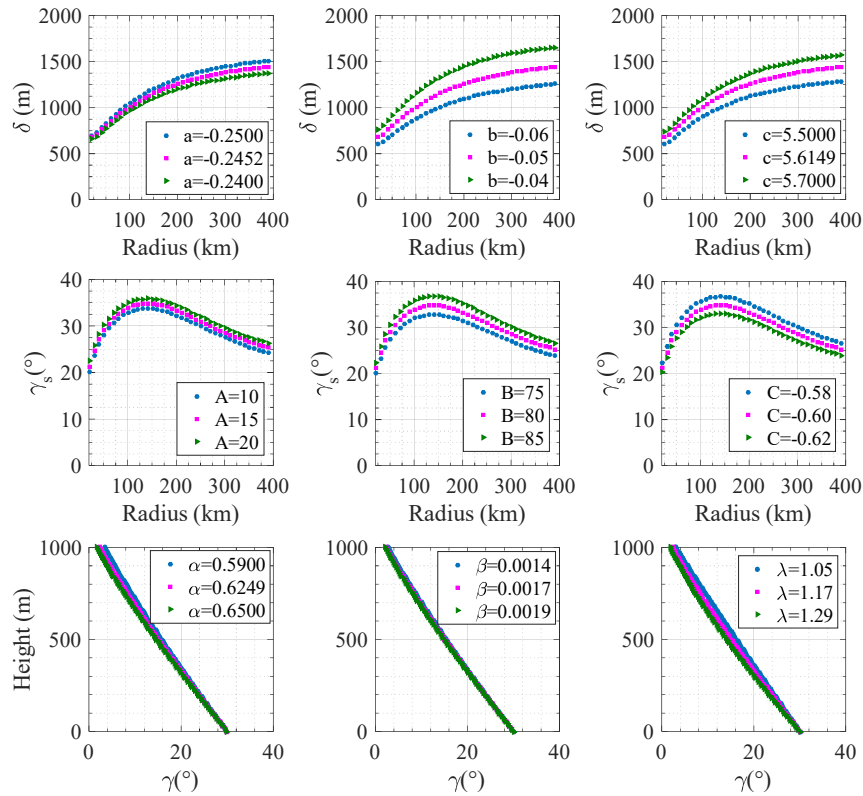 2000
1500
1000
500
0
δ (m)
a=-0.2500
a=-0.2452
a=-0.2400
100 200 300 400
Radius (km)
2000
1500
1000
500
0
δ (m)
b=-0.06
b=-0.05
b=-0.04
100 200 300 400
Radius (km)
2000
1500
1000
500
0
δ (m)
c=5.5000
c=5.6149
c=5.7000
100 200 300 400
Radius (km)
40
30
20
10
0
γs(°)
A=10
A=15
A=20
100 200 300 400
Radius (km)
40
30
20
10
0
γs(°)
B=75
B=80
B=85
100 200 300 400
Radius (km)
40
30
20
10
0
γs(°)
C=-0.58
C=-0.60
C=-0.62
100 200 300 400
Radius (km)
1000
500
0
Height (m)
α=0.5900
α=0.6249
α=0.6500
0 20 40
γ(°)
1000
500
0
β=0.0014
β=0.0017
β=0.0019
0 20 40
γ(°)
1000
500
0
λ=1.05
λ=1.17
λ=1.29
0 20 40
γ(°)